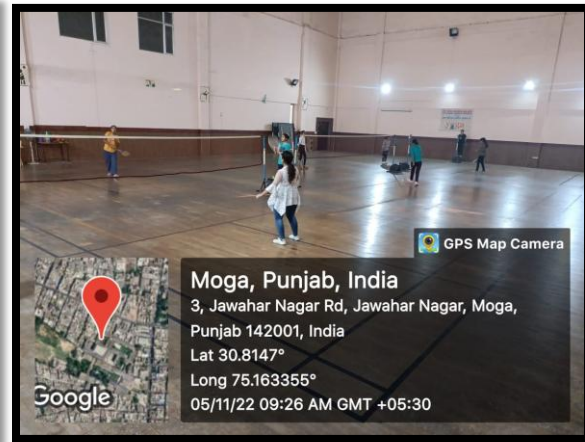 GPS Map Camera
Moga, Punjab, India
3, Jawahar Nagar Rd, Jawahar Nagar, Moga,
Punjab 142001, India
Lat 30.8147°
Long 75.163355°
05/11/22 09:26 AM GMT +05:30
Google